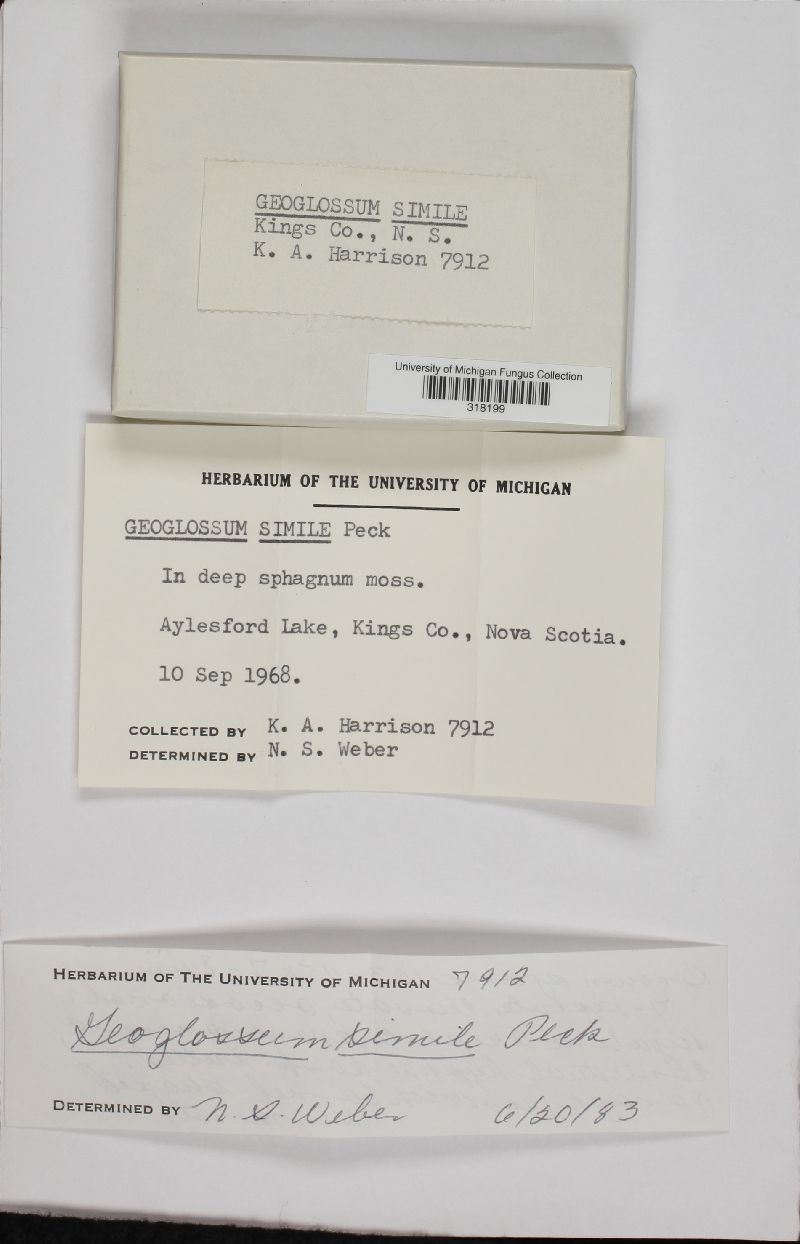 GEOGLOSSUM SIMILE
Kings Co., N. S.
K. A. Harrison 7912
University of Michigan Fungus Collection
318199
HERBARIUM OF THE UNIVERSITY OF MICHIGAN
GEOGLOSSUM SIMILE Peck
In deep sphagnum moss.
Aylesford Lake, Kings Co., Nova Scotia.
10 Sep 1968.
COLLECTED BY K. A. Harrison 7912
DETERMINED BY N. S. Weber
HERBARIUM OF THE UNIVERSITY OF MICHIGAN 7912
Geoglossum simile Peck
DETERMINED BY N. S. Weber 6/20/83